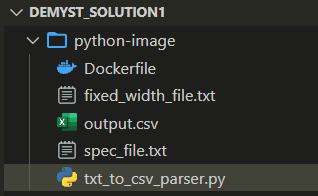 DEMYST_SOLUTION1
python-image
Dockerfile
fixed_width_file.txt
output.csv
spec_file.txt
txt_to_csv_parser.py